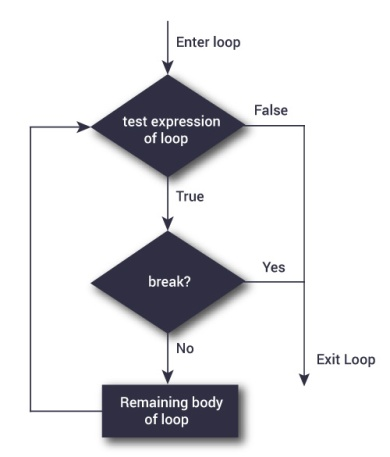 Enter loop
test expression
of loop
False
True
break?
Yes
No
Exit Loop
Remaining body
of loop